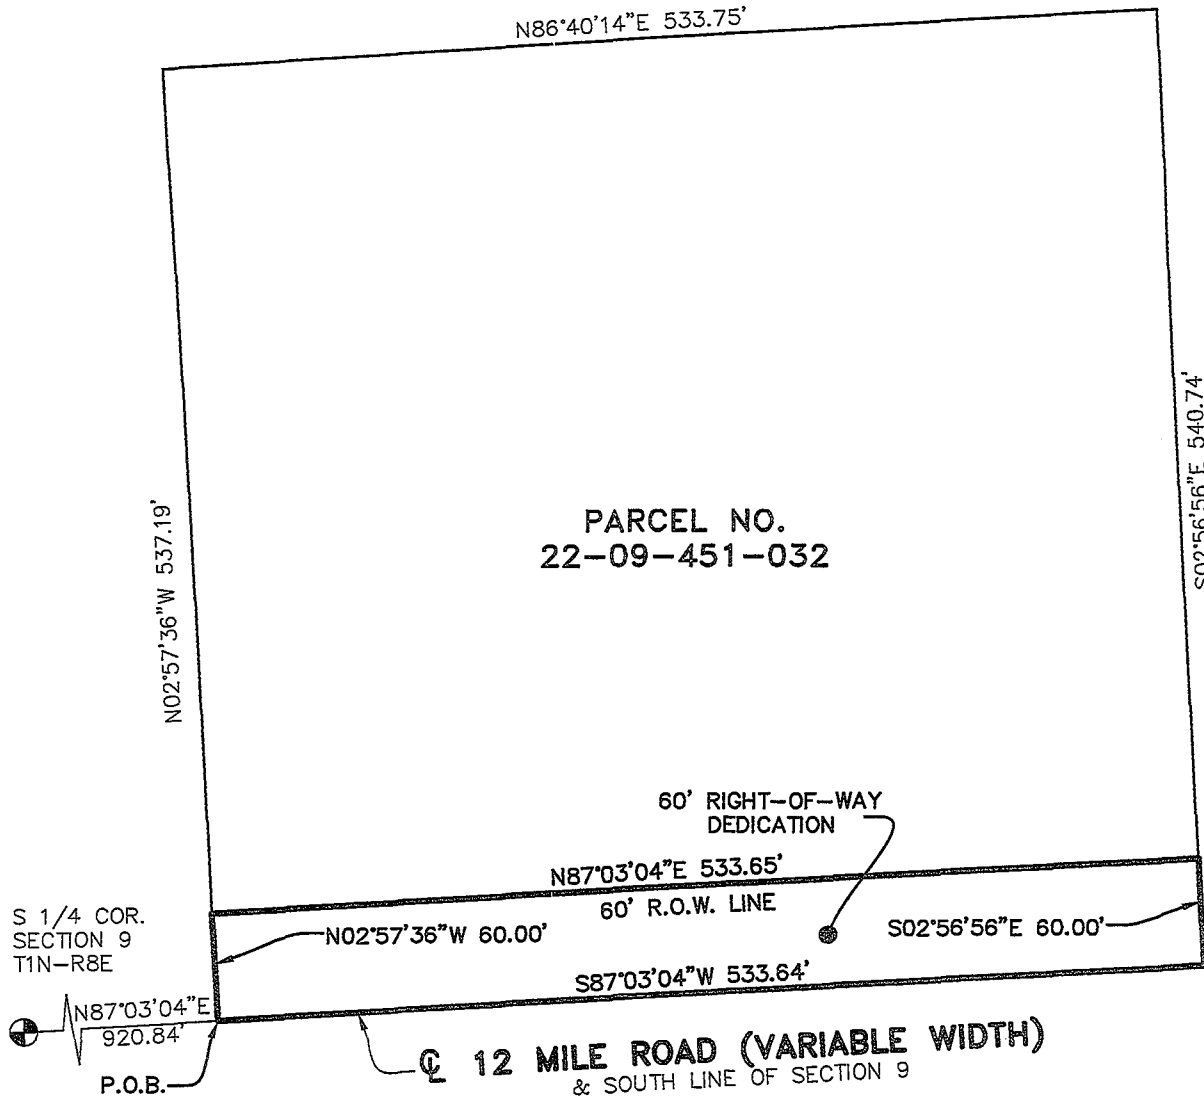 N86°40'14"E 533.75'
N02°57'36"W 537.19'
S02°56'56"E 540.74'
PARCEL NO.
22-09-451-032
60' RIGHT-OF-WAY
DEDICATION
N87°03'04"E 533.65'
60' R.O.W. LINE
N02°57'36"W 60.00'
S02°56'56"E 60.00'
S87°03'04"W 533.64'
S 1/4 COR.
SECTION 9
T1N-R8E
N87°03'04"E
920.84'
P.O.B.
℄ 12 MILE ROAD (VARIABLE WIDTH)
& SOUTH LINE OF SECTION 9